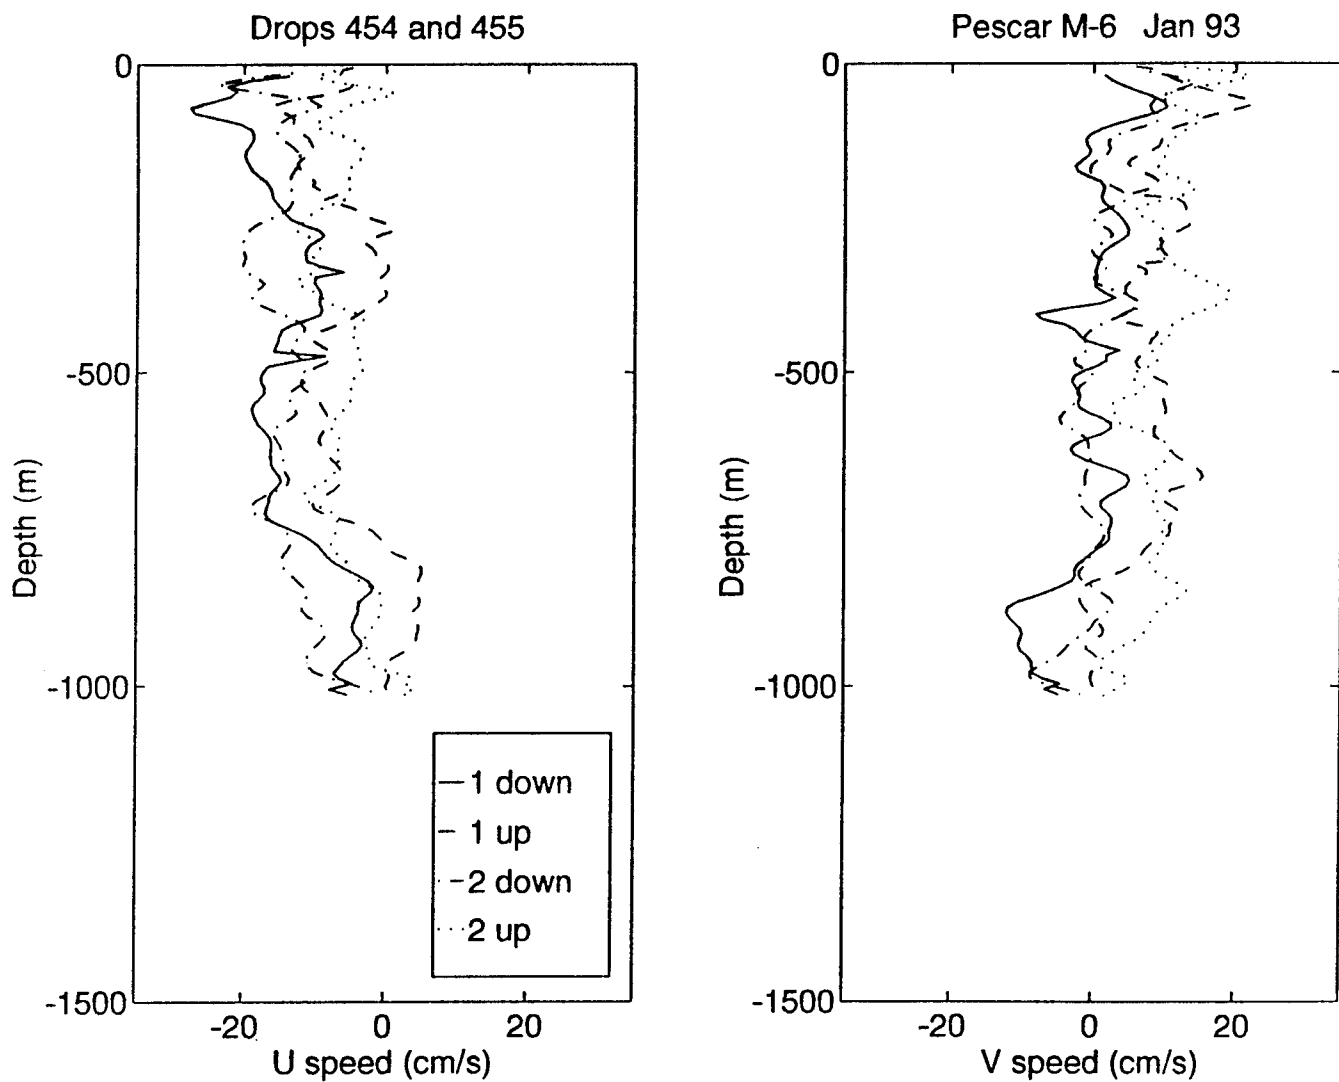 Drops 454 and 455
0
-500
-1000
-1500
Depth (m)
-20 0 20
U speed (cm/s)
1 down
1 up
2 down
2 up
Pescar M-6 Jan 93
0
-500
-1000
-1500
Depth (m)
-20 0 20
V speed (cm/s)